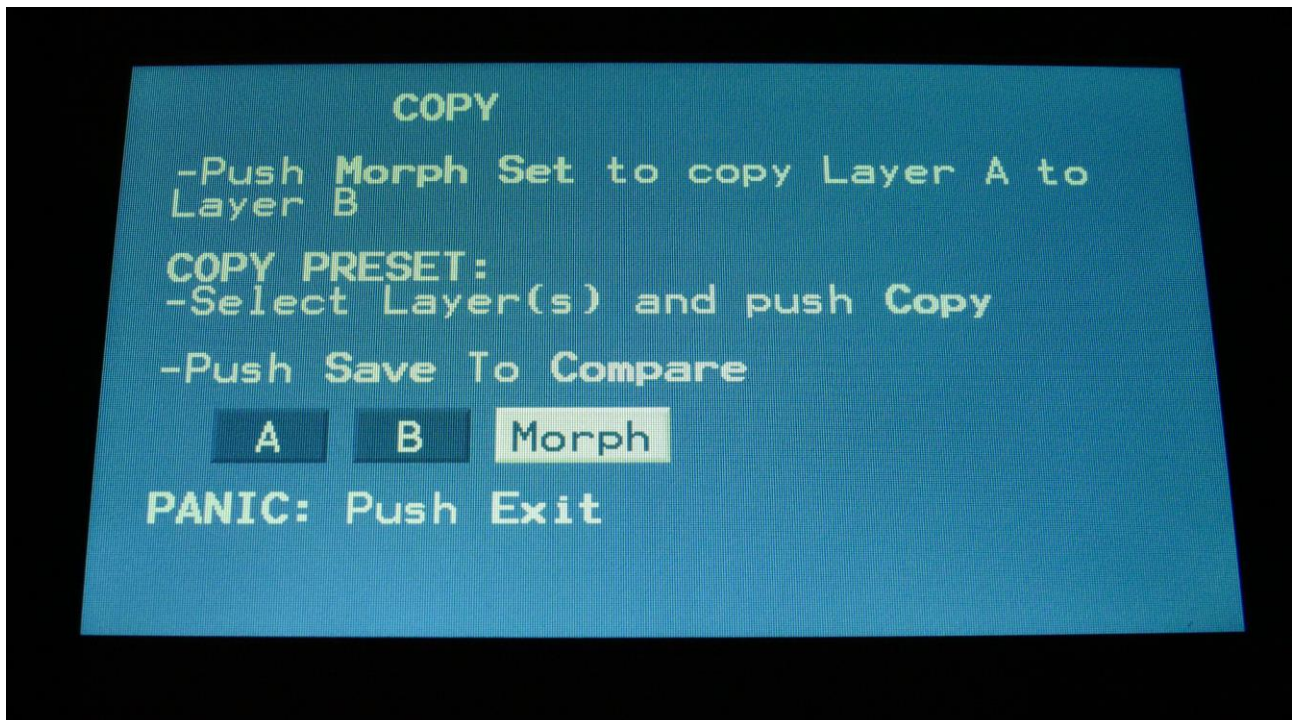 COPY
-Push Morph Set to copy Layer A to
Layer B
COPY PRESET:
-Select Layer(s) and push Copy
-Push Save To Compare
A B Morph
PANIC: Push Exit